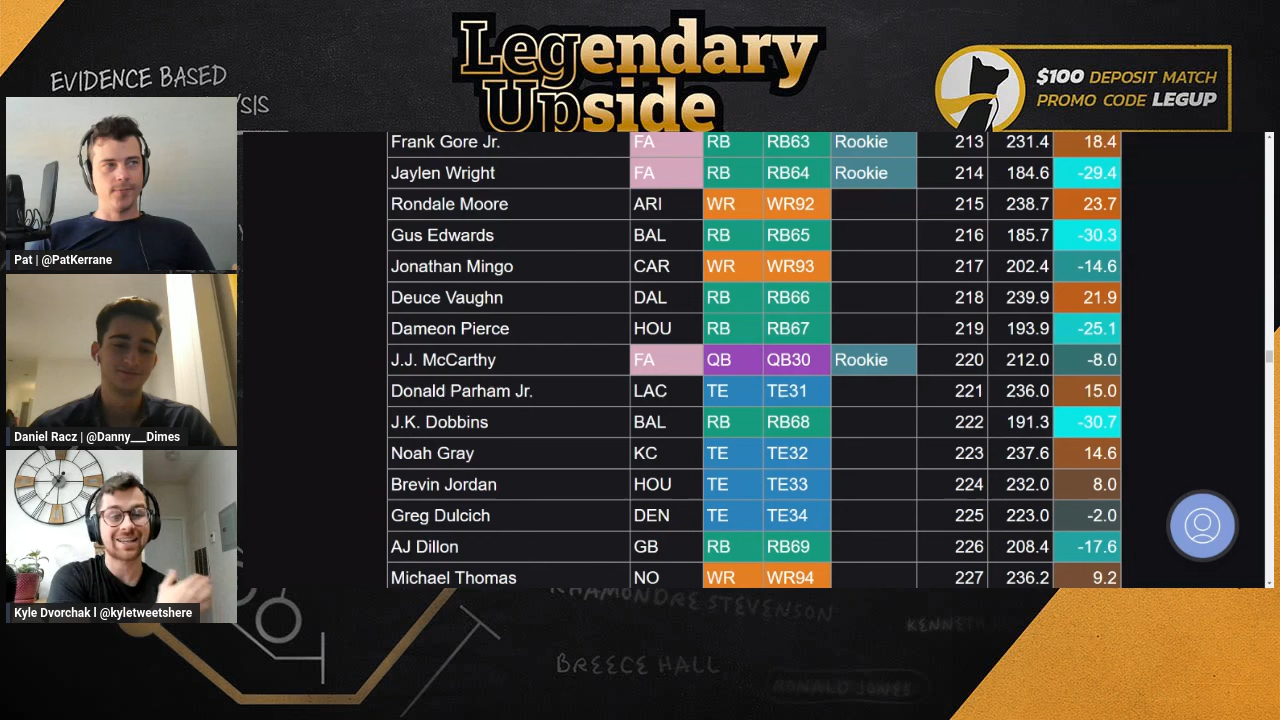 Legendary
Upside
EVIDENCE BASED
YSIS
$100 DEPOSIT MATCH
PROMO CODE LEGUP
Pat | @PatKerrane
Daniel Racz | @Danny___Dimes
Kyle Dvorchak l @kyletweetshere
Frank Gore Jr. FA RB RB63 Rookie 213 231.4 18.4
Jaylen Wright FA RB RB64 Rookie 214 184.6 -29.4
Rondale Moore ARI WR WR92 215 238.7 23.7
Gus Edwards BAL RB RB65 216 185.7 -30.3
Jonathan Mingo CAR WR WR93 217 202.4 -14.6
Deuce Vaughn DAL RB RB66 218 239.9 21.9
Dameon Pierce HOU RB RB67 219 193.9 -25.1
J.J. McCarthy FA QB QB30 Rookie 220 212.0 -8.0
Donald Parham Jr. LAC TE TE31 221 236.0 15.0
J.K. Dobbins BAL RB RB68 222 191.3 -30.7
Noah Gray KC TE TE32 223 237.6 14.6
Brevin Jordan HOU TE TE33 224 232.0 8.0
Greg Dulcich DEN TE TE34 225 223.0 -2.0
AJ Dillon GB RB RB69 226 208.4 -17.6
Michael Thomas NO WR WR94 227 236.2 9.2
RHAMONDRE STEVENSON
KENNETH
BREECE HALL
RONALD JONES